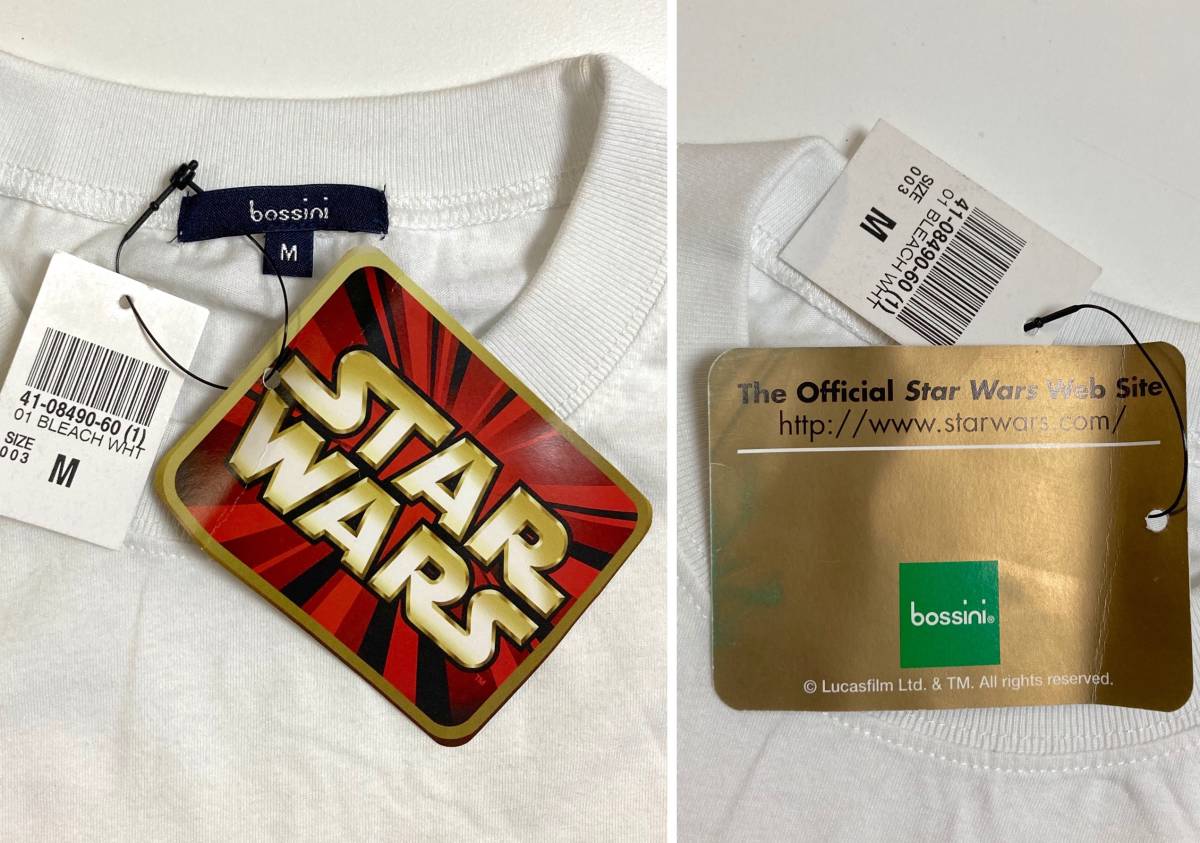 bossini
M
41-08490-60 (1)
01 BLEACH WHT
SIZE
003
M
STAR
WARS
TM
SIZE
003
M
41-08490-60 (1)
01 BLEACH WHT
The Official Star Wars Web Site
http://www.starwars.com/
bossini®
© Lucasfilm Ltd. & TM. All rights reserved.